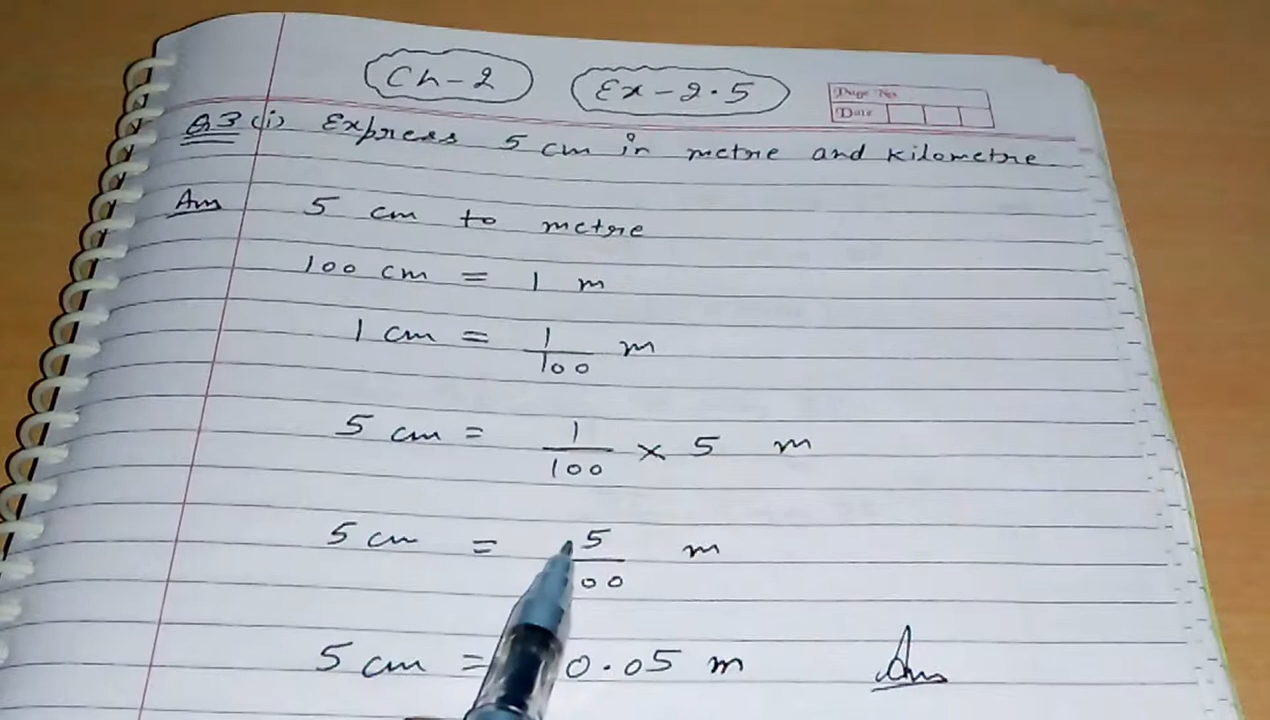 Ch-2 Ex-2.5
Page No.
Date
Q.3 (i) Express 5 cm in metre and kilometre
Ans 5 cm to metre
100 cm = 1 m
1 cm = 1/100 m
5 cm = 1/100 × 5 m
5 cm = 5/00 m
5 cm = 0.05 m Ans